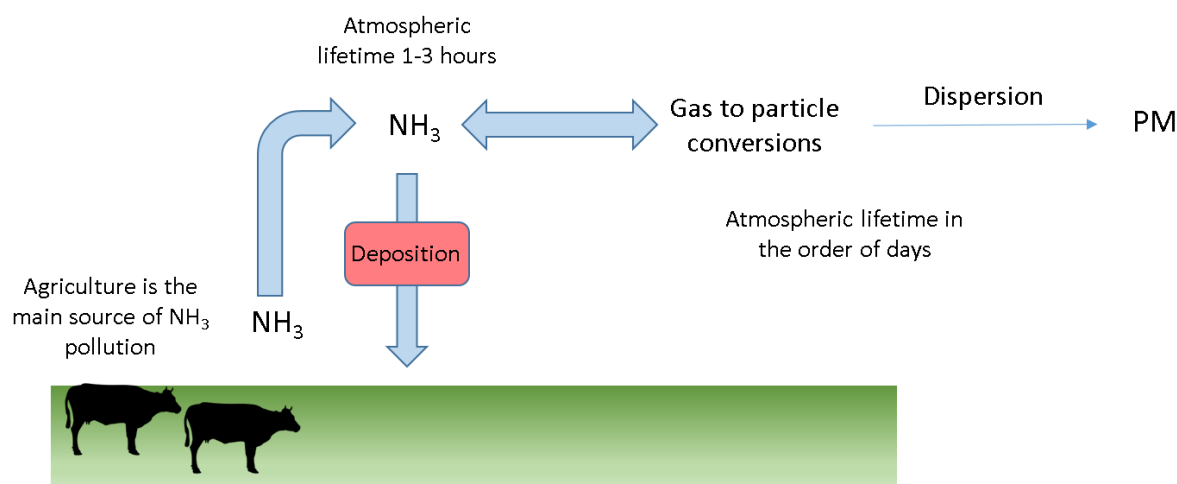 Atmospheric
lifetime 1-3 hours
NH₃
Gas to particle
conversions
Dispersion
PM
Deposition
Atmospheric lifetime in
the order of days
Agriculture is the
main source of NH₃
pollution
NH₃